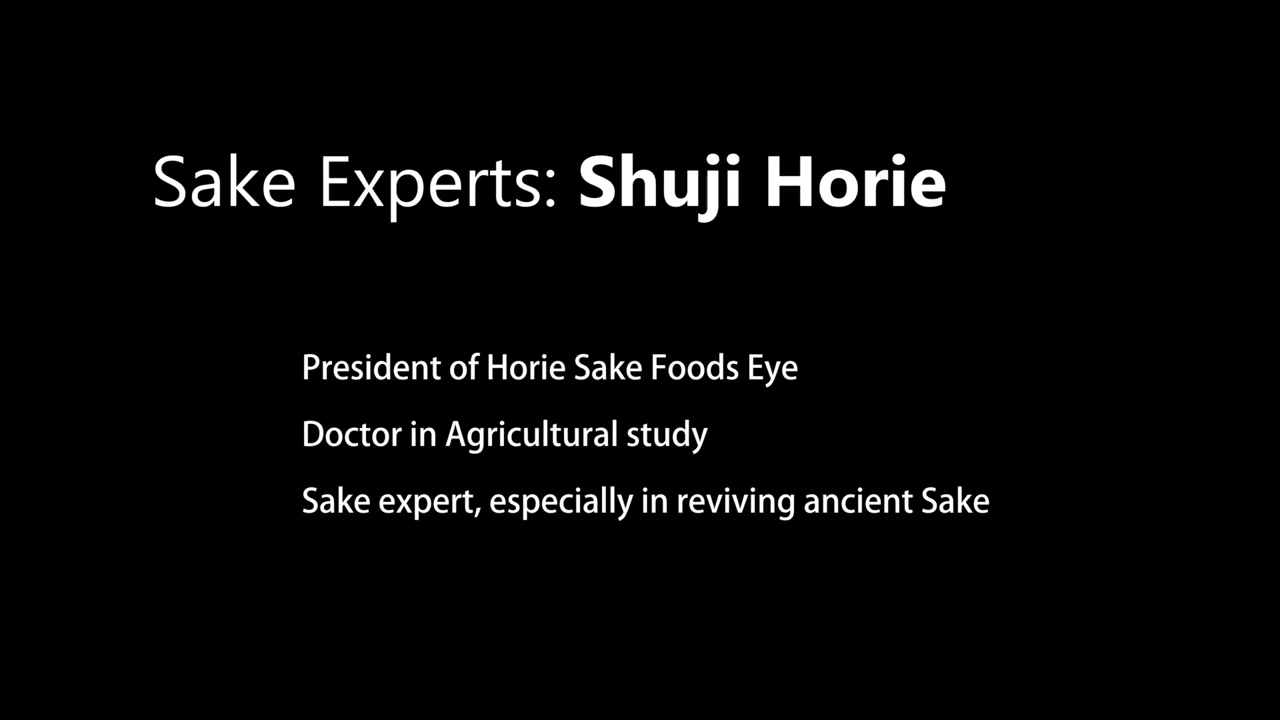 Sake Experts: Shuji Horie
President of Horie Sake Foods Eye
Doctor in Agricultural study
Sake expert, especially in reviving ancient Sake